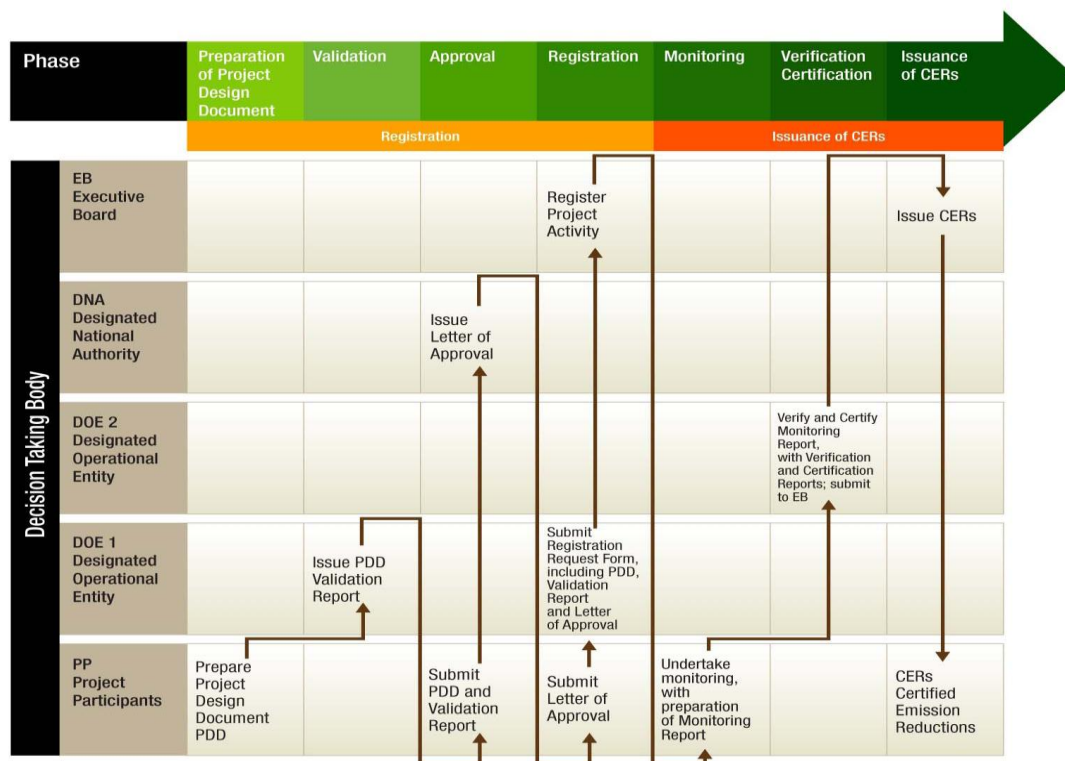 Phase
Preparation
of Project
Design
Document
Validation
Approval
Registration
Monitoring
Verification
Certification
Issuance
of CERs
Registration
Issuance of CERs
Decision Taking Body
EB
Executive
Board
Register
Project
Activity
Issue CERs
DNA
Designated
National
Authority
Issue
Letter of
Approval
DOE 2
Designated
Operational
Entity
Verify and Certify
Monitoring
Report,
with Verification
and Certification
Reports; submit
to EB
DOE 1
Designated
Operational
Entity
Issue PDD
Validation
Report
Submit
Registration
Request Form,
including PDD,
Validation
Report
and Letter
of Approval
PP
Project
Participants
Prepare
Project
Design
Document
PDD
Submit
PDD and
Validation
Report
Submit
Letter of
Approval
Undertake
monitoring,
with
preparation
of Monitoring
Report
CERs
Certified
Emission
Reductions